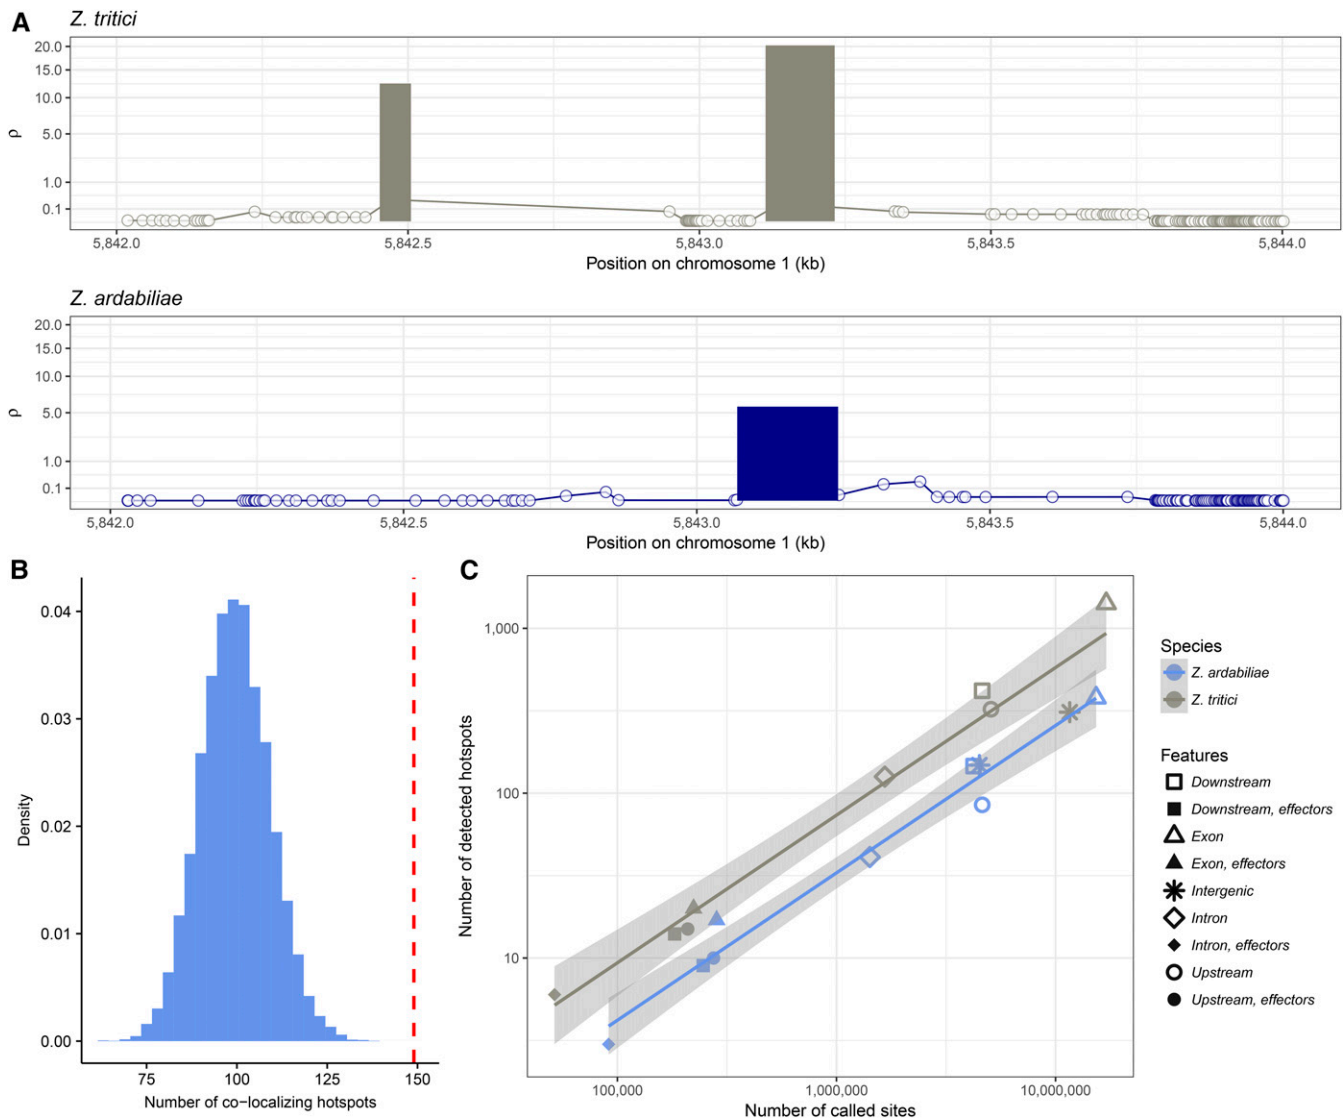 A
Z. tritici
20.0
15.0
10.0
5.0
1.0
0.1
ρ
5,842.0 5,842.5 5,843.0 5,843.5 5,844.0
Position on chromosome 1 (kb)
Z. ardabiliae
20.0
15.0
10.0
5.0
1.0
0.1
ρ
5,842.0 5,842.5 5,843.0 5,843.5 5,844.0
Position on chromosome 1 (kb)
B
0.04
0.03
0.02
0.01
0.00
Density
75 100 125 150
Number of co-localizing hotspots
C
1,000
100
10
Number of detected hotspots
100,000 1,000,000 10,000,000
Number of called sites
Species
Z. ardabiliae
Z. tritici
Features
Downstream
Downstream, effectors
Exon
Exon, effectors
Intergenic
Intron
Intron, effectors
Upstream
Upstream, effectors